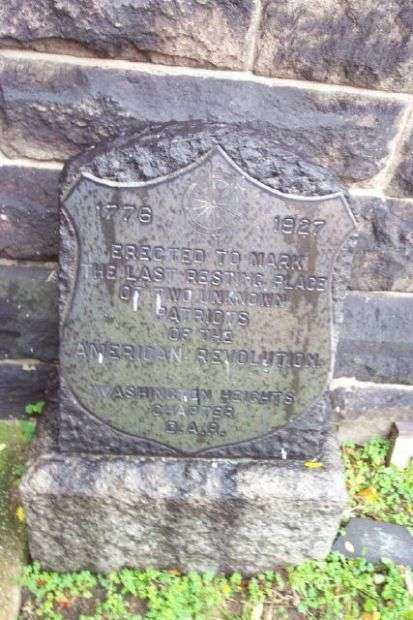 1776 1927
ERECTED TO MARK
THE LAST RESTING PLACE
OF TWO UNKNOWN
PATRIOTS
OF THE
AMERICAN REVOLUTION.
WASHINGTON HEIGHTS
CHAPTER
D.A.R.